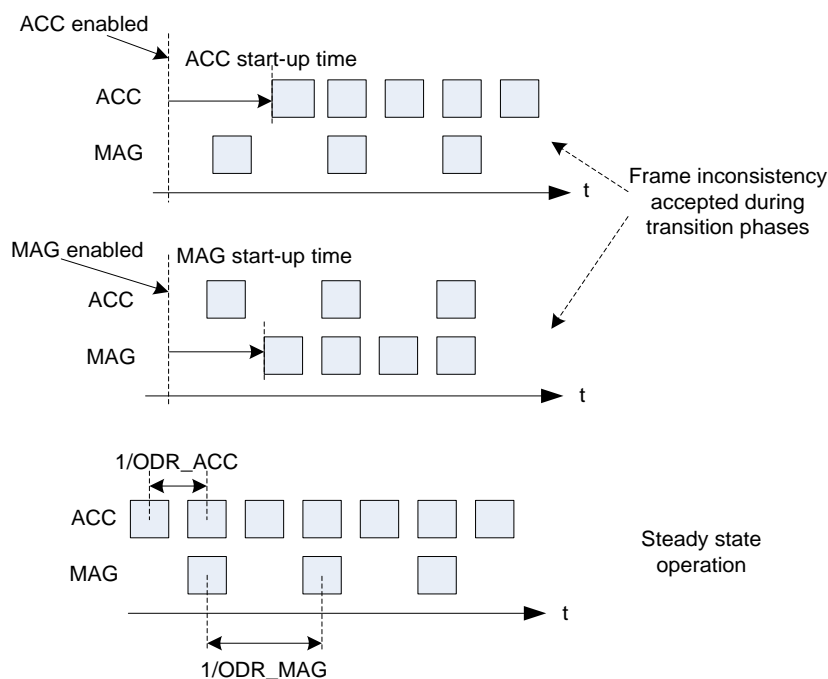 ACC enabled
ACC start-up time
ACC
MAG
t
Frame inconsistency
accepted during
transition phases
MAG enabled
MAG start-up time
ACC
MAG
t
1/ODR_ACC
ACC
MAG
Steady state
operation
t
1/ODR_MAG